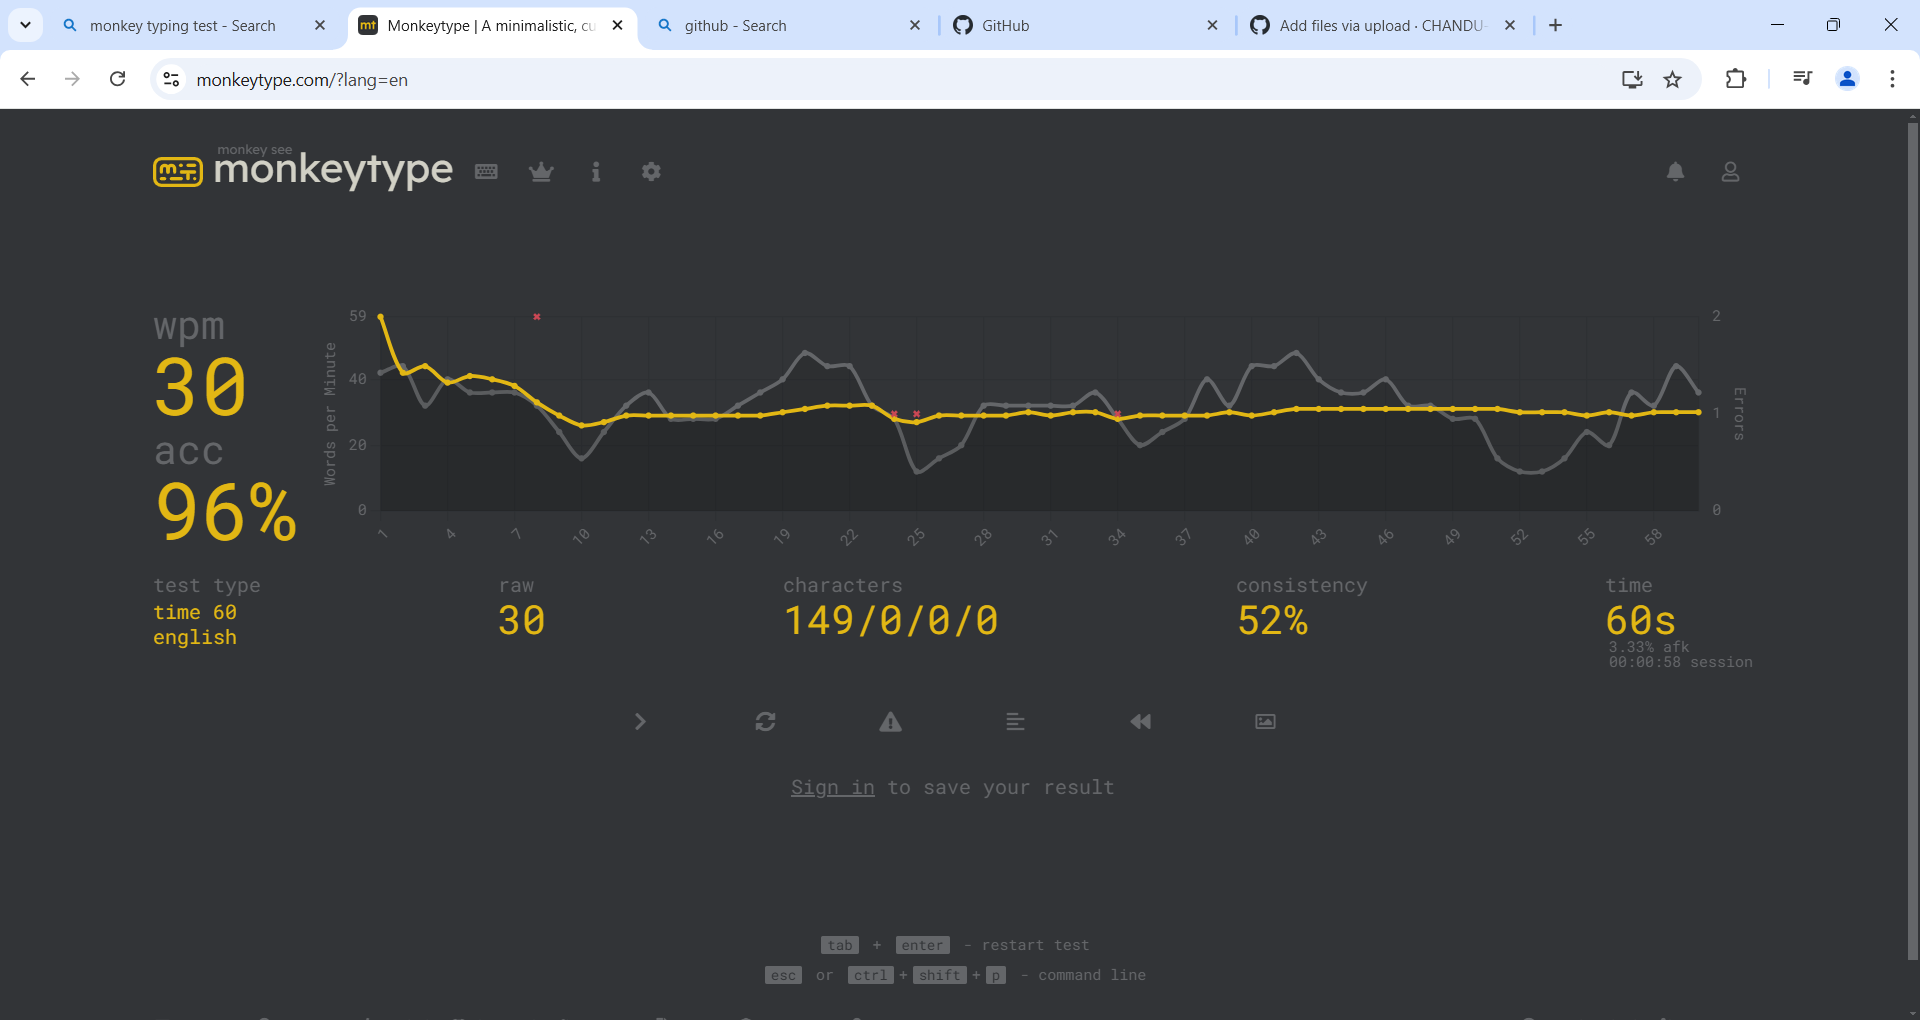 monkey typing test - Search
Monkeytype | A minimalistic, cu
github - Search
GitHub
Add files via upload · CHANDU-
monkeytype.com/?lang=en
monkey see
monkeytype
wpm
30
acc
96%
Words per Minute
59
40
20
0
2
1
0
Errors
1 4 7 10 13 16 19 22 25 28 31 34 37 40 43 46 49 52 55 58
test type
time 60
english
raw
30
characters
149/0/0/0
consistency
52%
time
60s
3.33% afk
00:00:58 session
Sign in to save your result
tab + enter - restart test
esc or ctrl + shift + p - command line